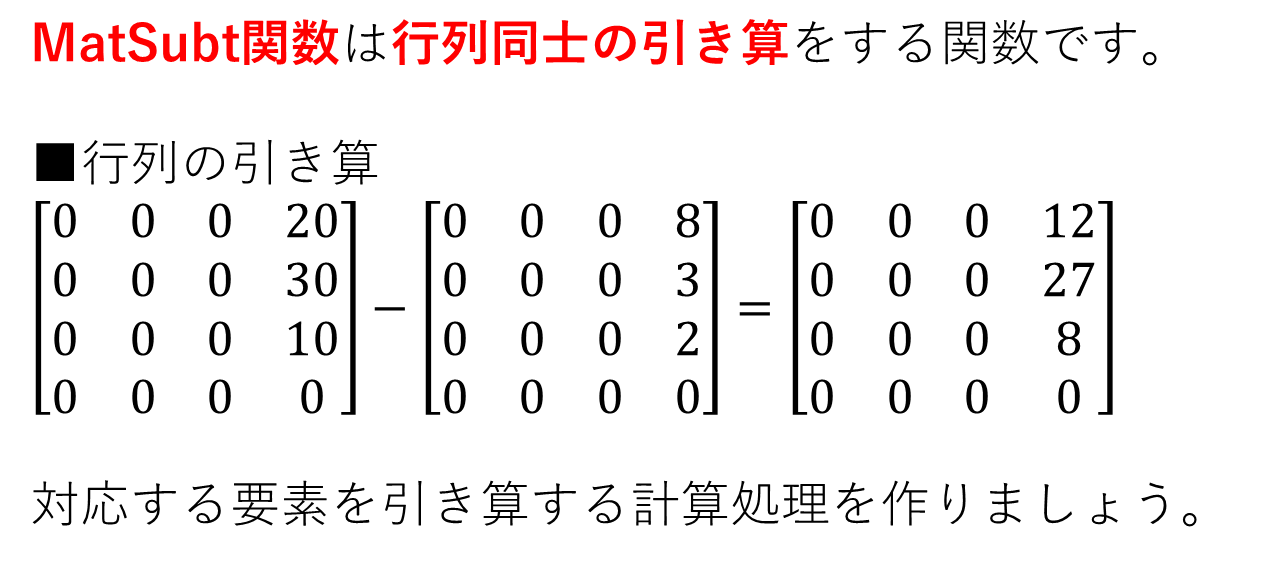 MatSubt関数は行列同士の引き算をする関数です。
■行列の引き算
[0 0 0 20] [0 0 0 8] [0 0 0 12]
[0 0 0 30] [0 0 0 3] [0 0 0 27]
−  =
[0 0 0 10] [0 0 0 2] [0 0 0 8]
[0 0 0 0] [0 0 0 0] [0 0 0 0]
対応する要素を引き算する計算処理を作りましょう。